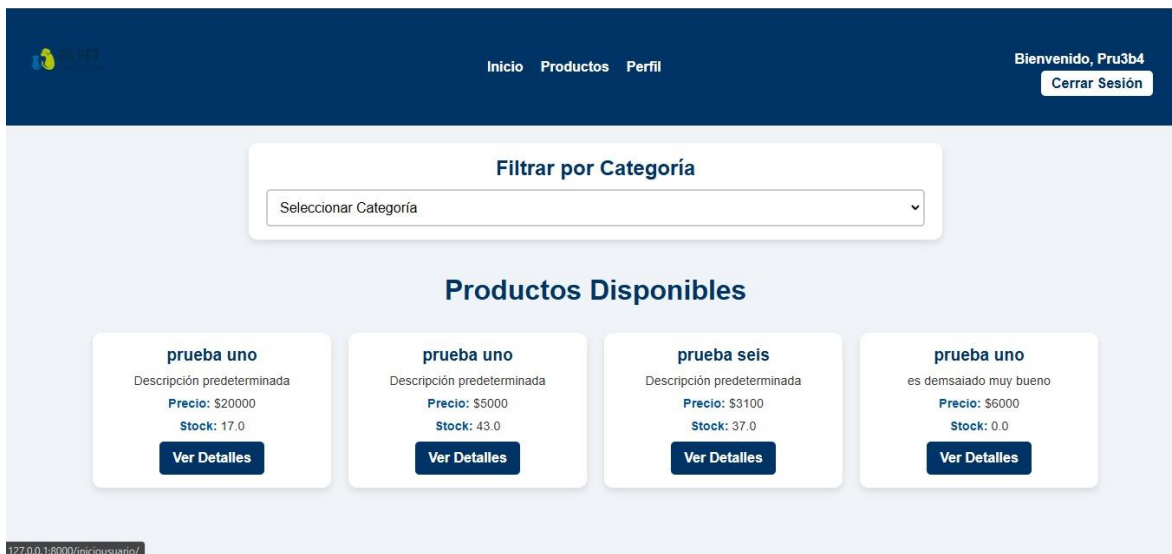 Inicio Productos Perfil
Bienvenido, Pru3b4
Cerrar Sesión
Filtrar por Categoría
Seleccionar Categoría
Productos Disponibles
prueba uno
Descripción predeterminada
Precio: $20000
Stock: 17.0
Ver Detalles
prueba uno
Descripción predeterminada
Precio: $5000
Stock: 43.0
Ver Detalles
prueba seis
Descripción predeterminada
Precio: $3100
Stock: 37.0
Ver Detalles
prueba uno
es demsaiado muy bueno
Precio: $6000
Stock: 0.0
Ver Detalles
127.0.0.1:8000/iniciousuario/